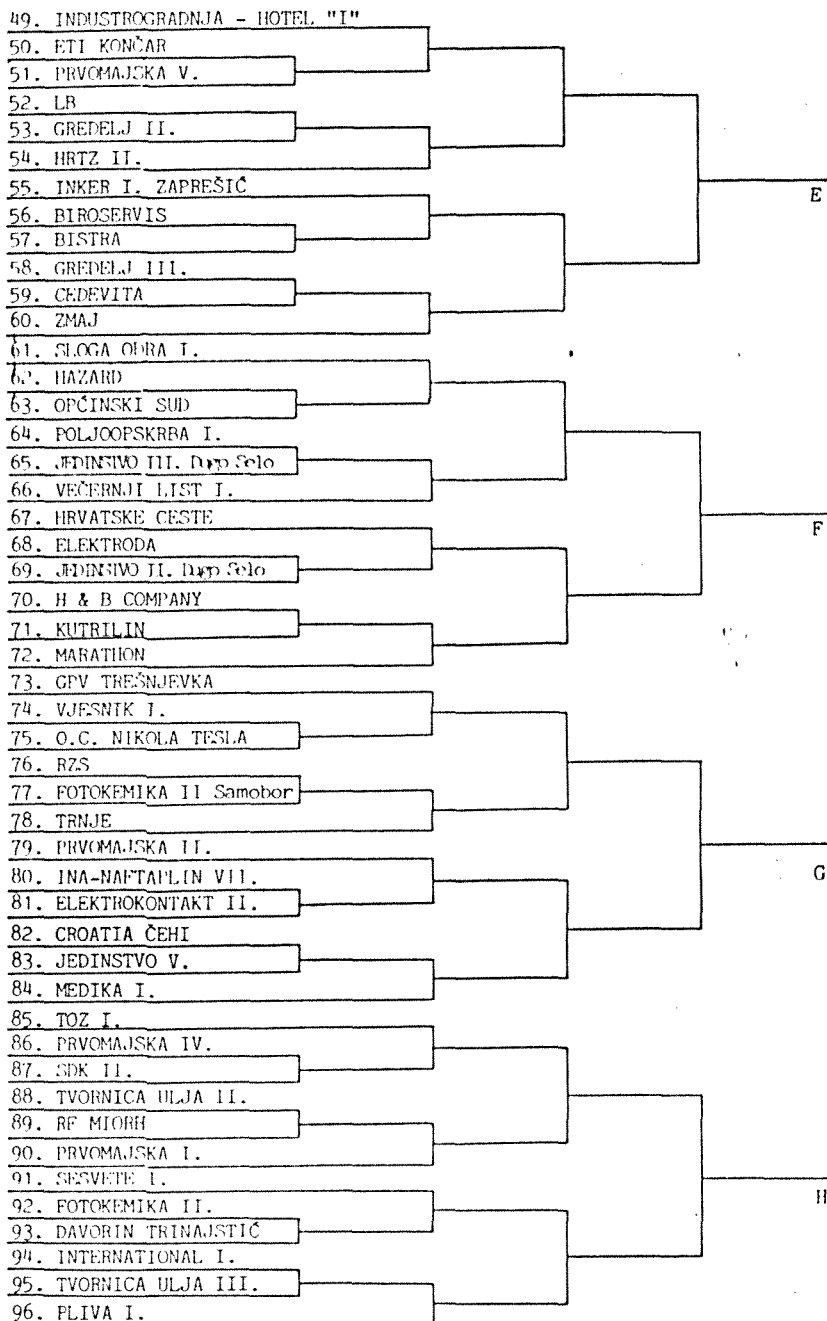 49. INDUSTROGRADNJA - HOTEL "I"
50. ETI KONČAR
51. PRVOMAJSKA V.
52. LB
53. GREDELJ II.
54. HRTZ II.
55. INKER I. ZAPREŠIĆ
E
56. BIROSERVIS
57. BISTRA
58. GREDELJ III.
59. CEDEVITA
60. ZMAJ
61. SLOGA ODRA I.
62. HAZARD
63. OPĆINSKI SUD
64. POLJOOPSKRBA I.
65. JEDINSTVO III. Dugo Selo
66. VEČERNJI LIST I.
67. HRVATSKE CESTE
F
68. ELEKTRODA
69. JEDINSTVO II. Dugo Selo
70. H & B COMPANY
71. KUTRILIN
72. MARATHON
73. GPV TREŠNJEVKA
74. VJESNIK I.
75. O.C. NIKOLA TESLA
76. RZS
77. FOTOKEMIKA II Samobor
78. TRNJE
79. PRVOMAJSKA II.
G
80. INA-NAFTAPLIN VII.
81. ELEKTROKONTAKT II.
82. CROATIA ČEHI
83. JEDINSTVO V.
84. MEDIKA I.
85. TOZ I.
86. PRVOMAJSKA IV.
87. SDK II.
88. TVORNICA ULJA II.
89. RF MIORH
90. PRVOMAJSKA I.
91. SESVETE I.
H
92. FOTOKEMIKA II.
93. DAVORIN TRINAJSTIĆ
94. INTERNATIONAL I.
95. TVORNICA ULJA III.
96. PLIVA I.